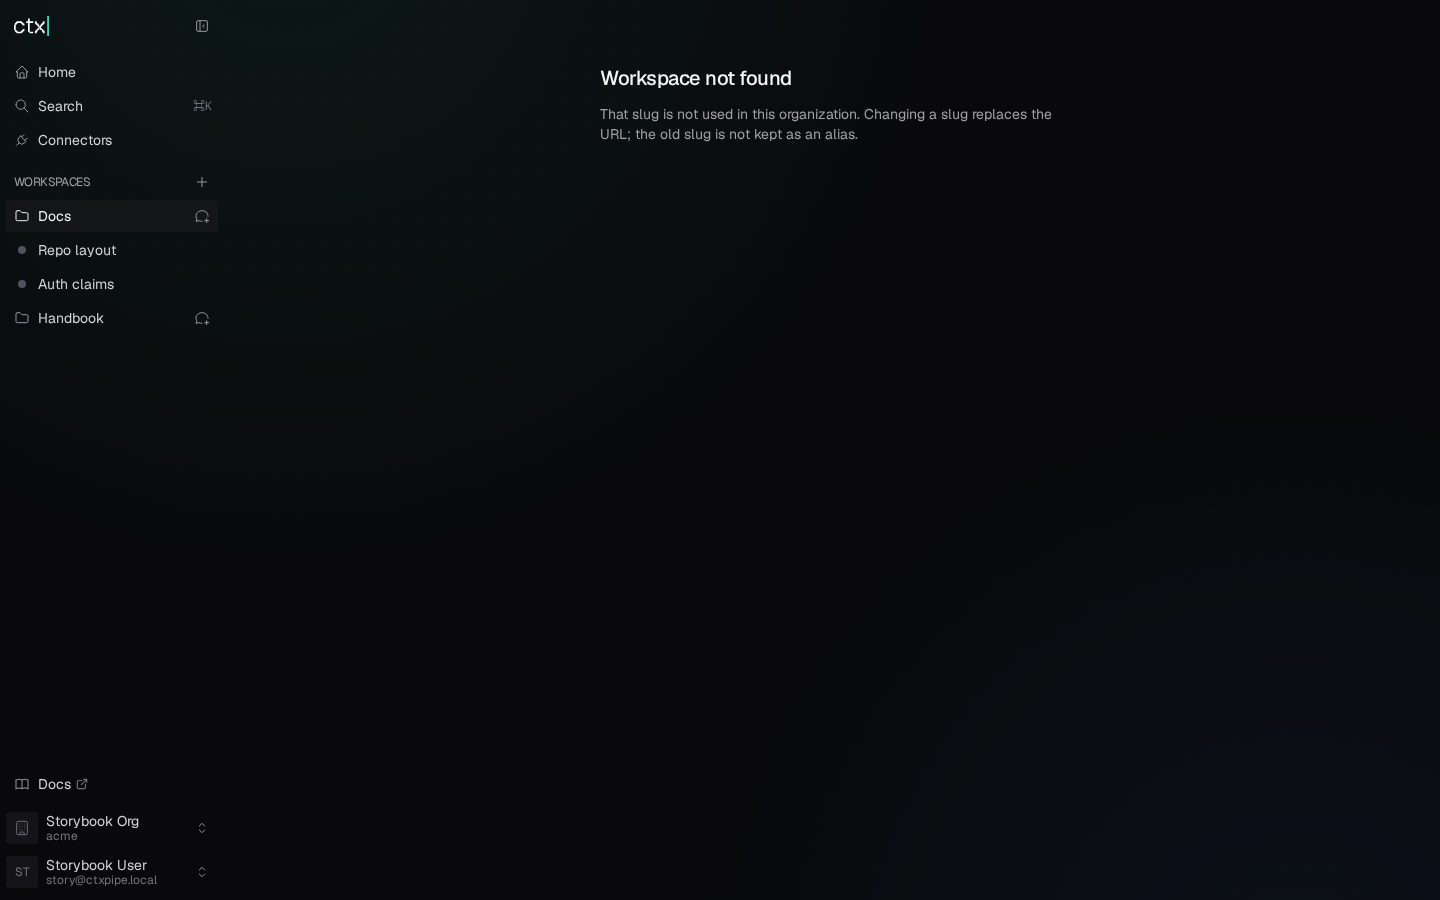 ctx
Home
Search ⌘K
Connectors
WORKSPACES
Docs
Repo layout
Auth claims
Handbook
Workspace not found
That slug is not used in this organization. Changing a slug replaces the
URL; the old slug is not kept as an alias.
Docs
Storybook Org
acme
ST
Storybook User
story@ctxpipe.local